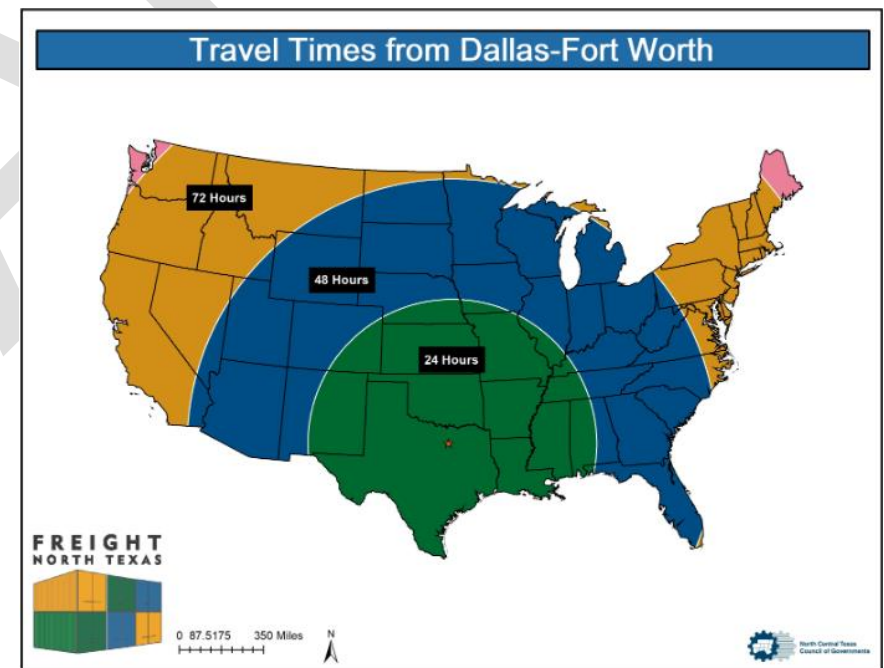 Travel Times from Dallas-Fort Worth
72 Hours
48 Hours
24 Hours
FREIGHT
NORTH TEXAS
0 87.5175 350 Miles
N
North Central Texas
Council of Governments